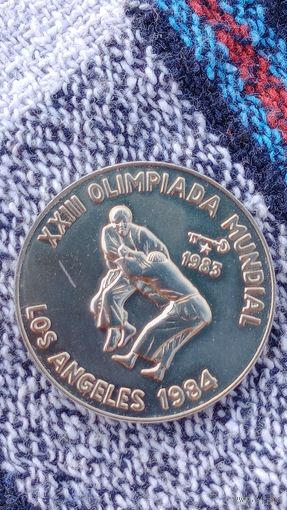 XXIII OLIMPIADA MUNDIAL
1983
LOS ANGELES 1984